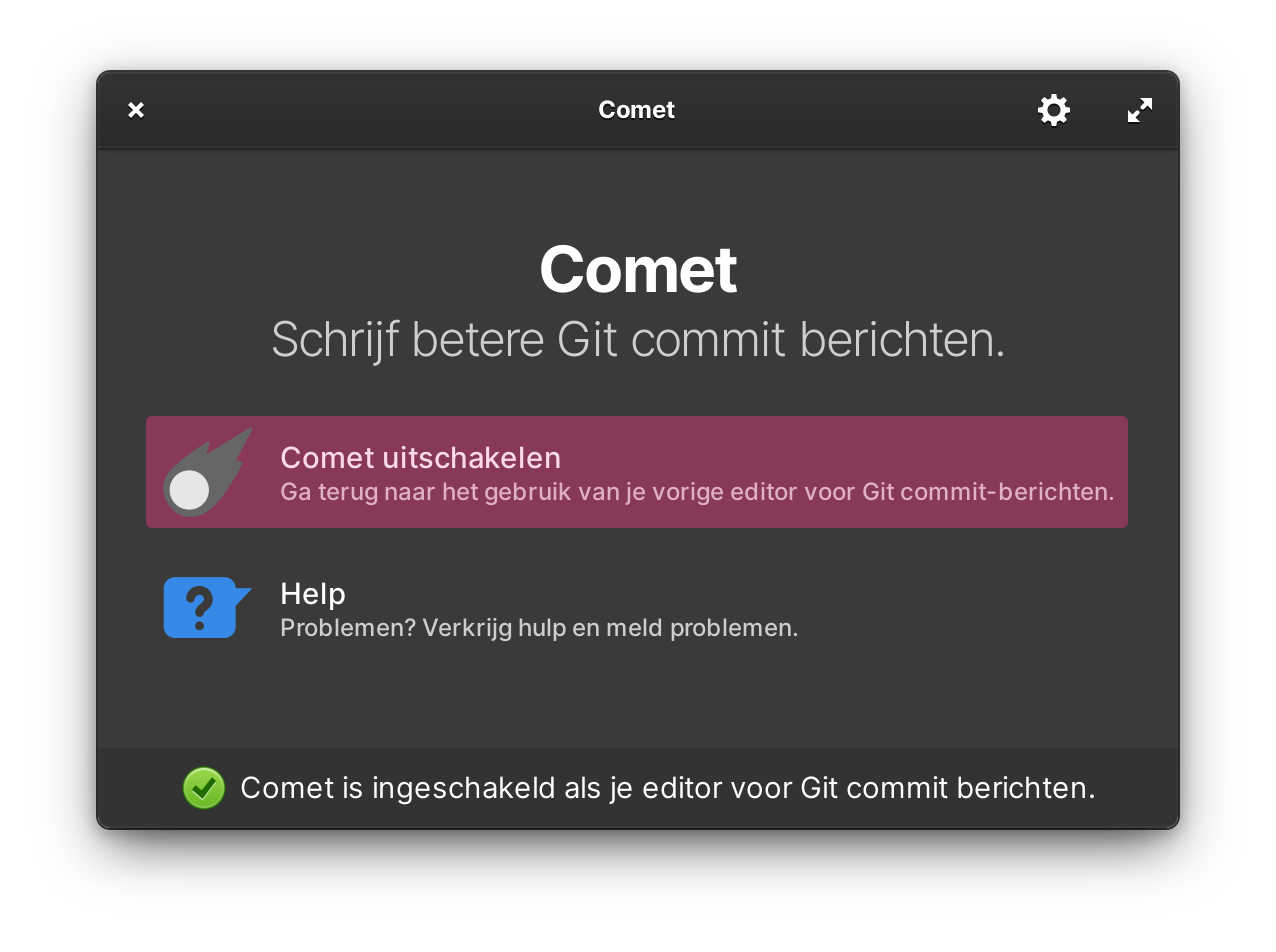 Comet
Comet
Schrijf betere Git commit berichten.
Comet uitschakelen
Ga terug naar het gebruik van je vorige editor voor Git commit-berichten.
Help
Problemen? Verkrijg hulp en meld problemen.
Comet is ingeschakeld als je editor voor Git commit berichten.